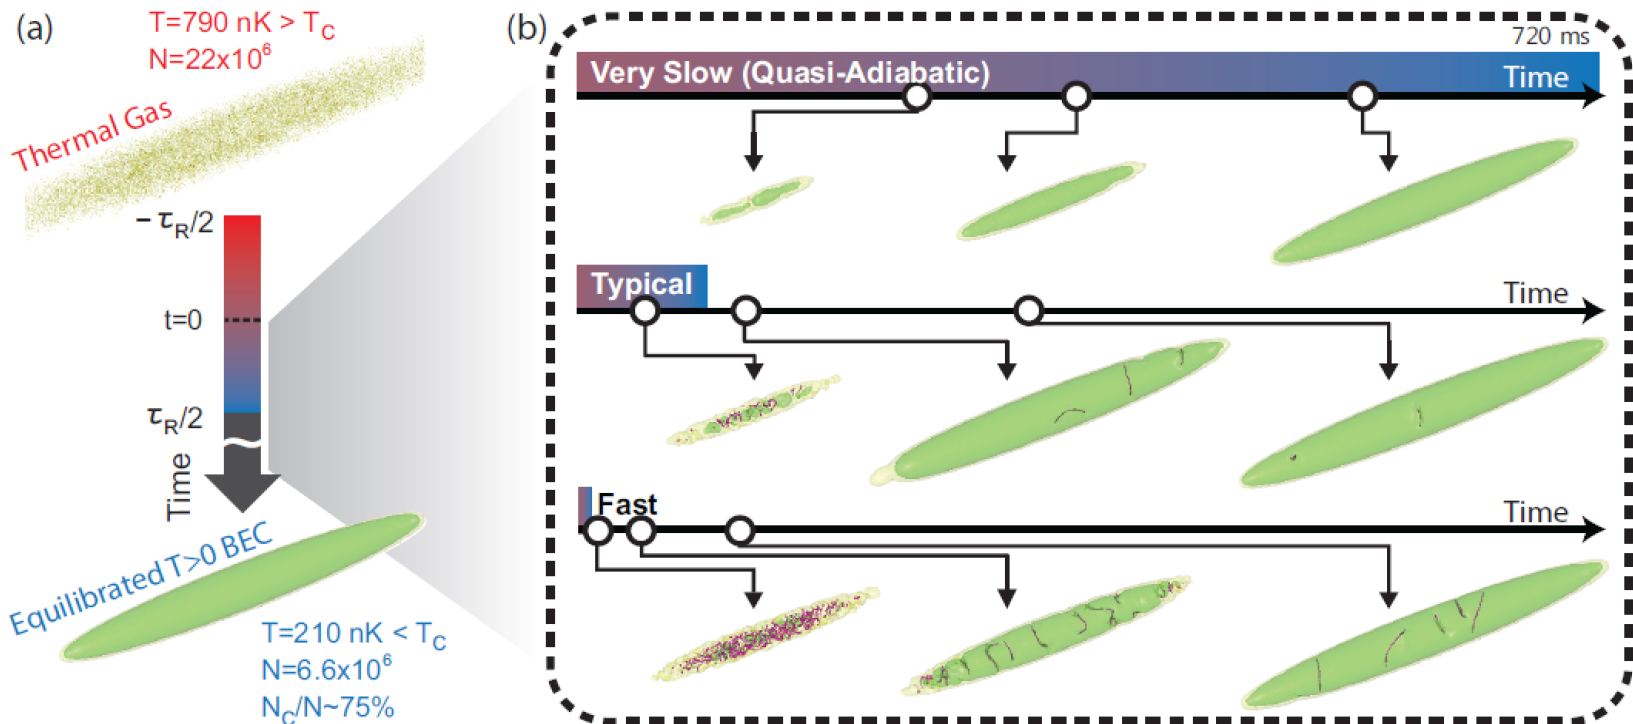 (a)
T=790 nK > T_C
N=22x10^6
Thermal Gas
− τ_R/2
t=0
τ_R/2
Time
Equilibrated T>0 BEC
T=210 nK < T_C
N=6.6x10^6
N_C/N~75%
(b)
720 ms
Very Slow (Quasi-Adiabatic)
Time
Typical
Time
Fast
Time